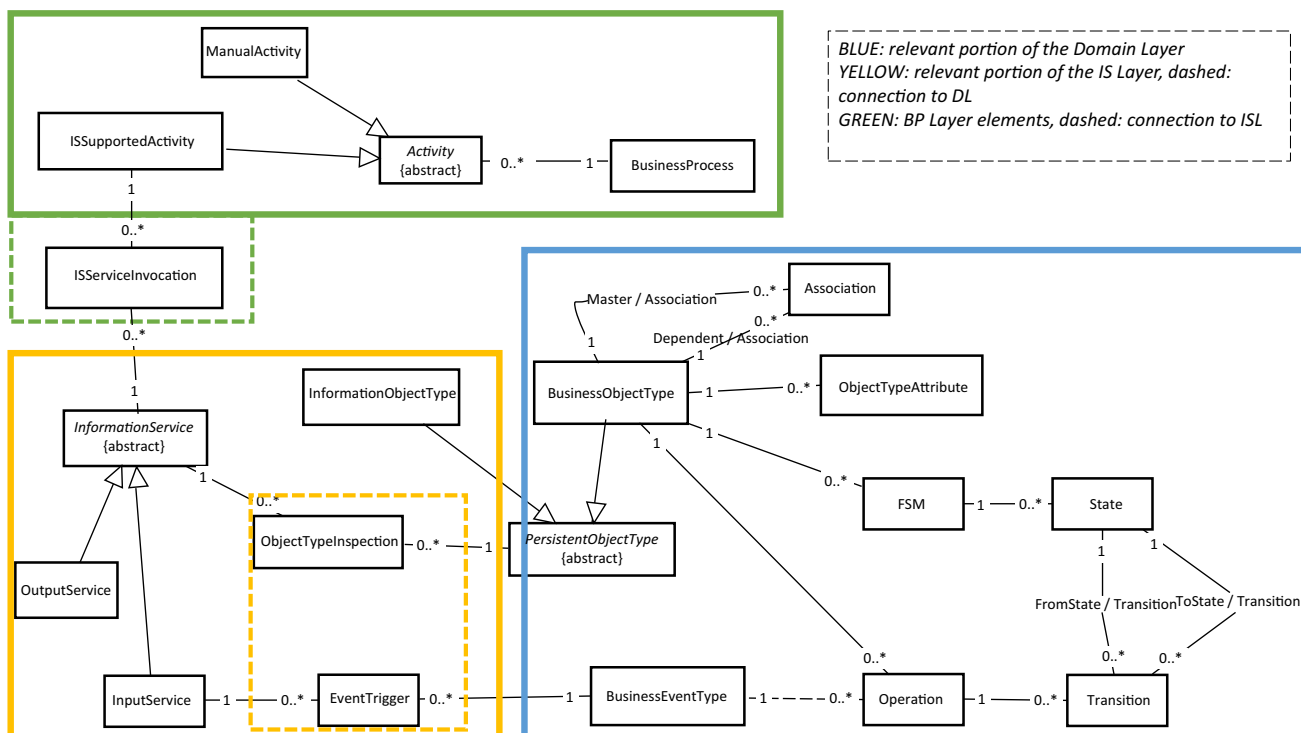 ManualActivity
BLUE: relevant portion of the Domain Layer
YELLOW: relevant portion of the IS Layer, dashed:
connection to DL
GREEN: BP Layer elements, dashed: connection to ISL
ISSupportedActivity
Activity
{abstract}
0..*
1
BusinessProcess
1
0..*
ISServiceInvocation
0..*
1
Master / Association
0..*
Association
0..*
Dependent / Association
1
1
InformationObjectType
BusinessObjectType
1
0..*
ObjectTypeAttribute
InformationService
{abstract}
1
1
1
0..*
0..*
FSM
1
0..*
State
ObjectTypeInspection
0..*
1
PersistentObjectType
{abstract}
1
1
OutputService
FromState / Transition
ToState / Transition
0..*
0..*
0..*
InputService
1
0..*
EventTrigger
0..*
1
BusinessEventType
1
0..*
Operation
1
0..*
Transition